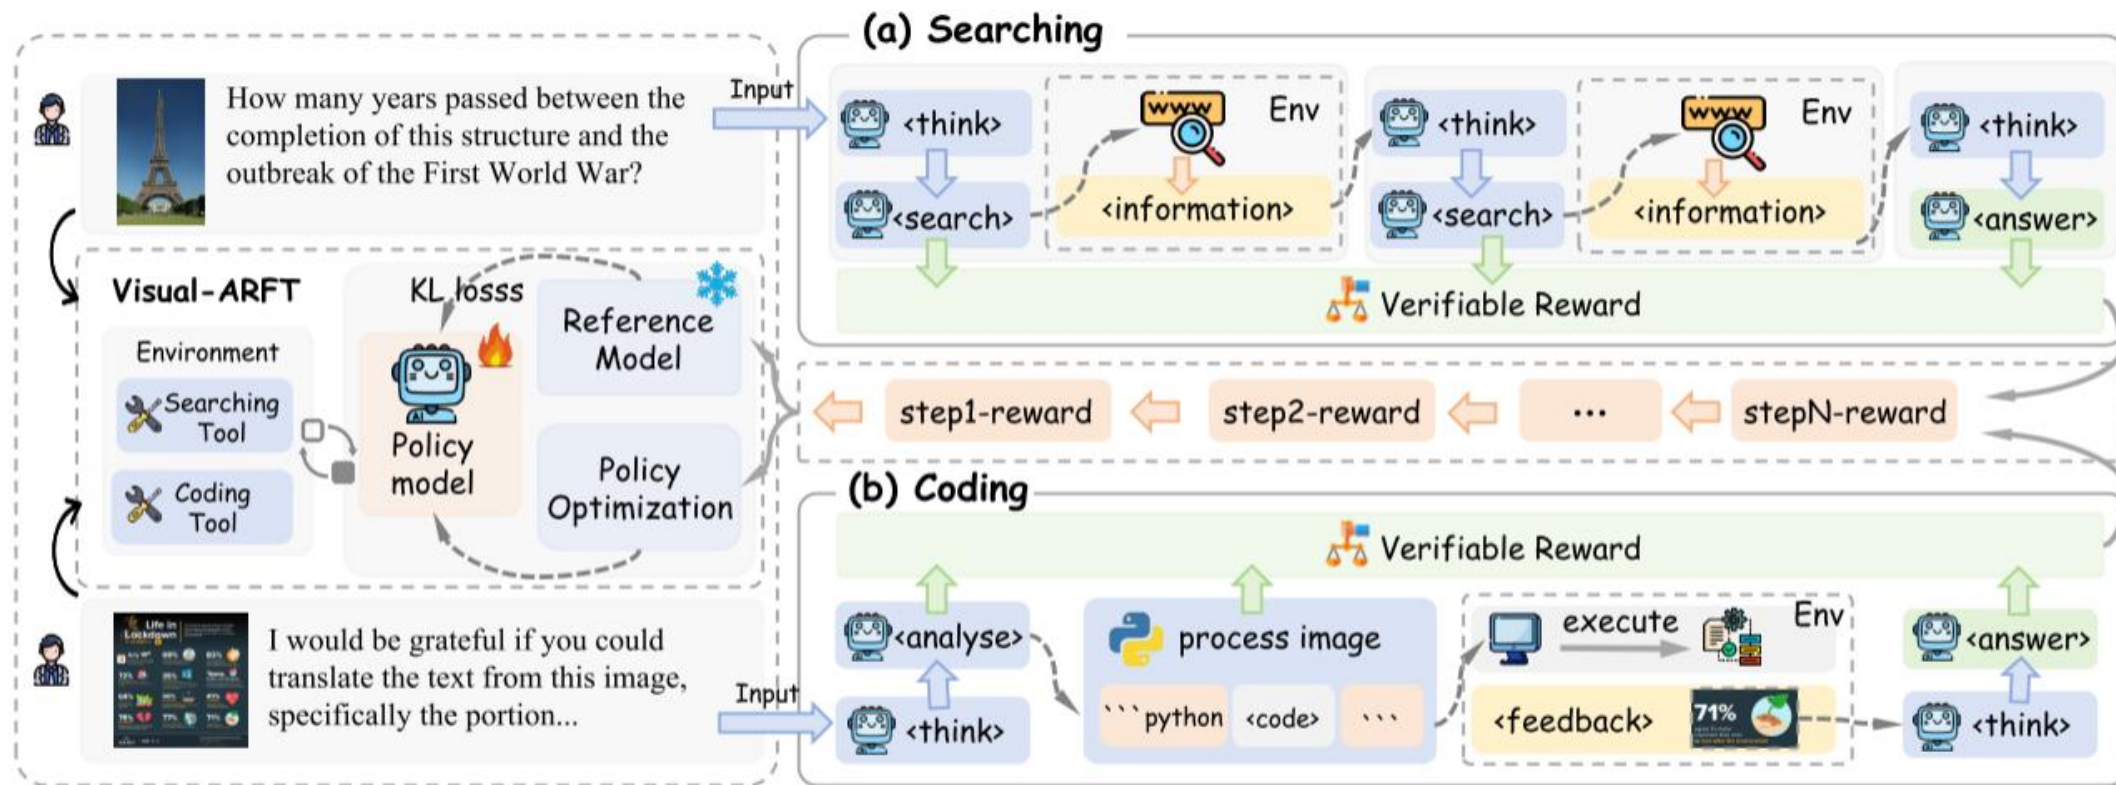 (a) Searching
How many years passed between the
completion of this structure and the
outbreak of the First World War?
Input
<think>
<search>
www
Env
<information>
<think>
<search>
www
Env
<information>
<think>
<answer>
Verifiable Reward
Visual-ARFT
Environment
Searching
Tool
Coding
Tool
KL losss
AI
Policy
model
Reference
Model
Policy
Optimization
step1-reward
step2-reward
...
stepN-reward
(b) Coding
Verifiable Reward
I would be grateful if you could
translate the text from this image,
specifically the portion...
Life in
Lockdown
Input
<analyse>
<think>
process image
```python
<code>
```
execute
Env
<feedback>
71%
<answer>
<think>